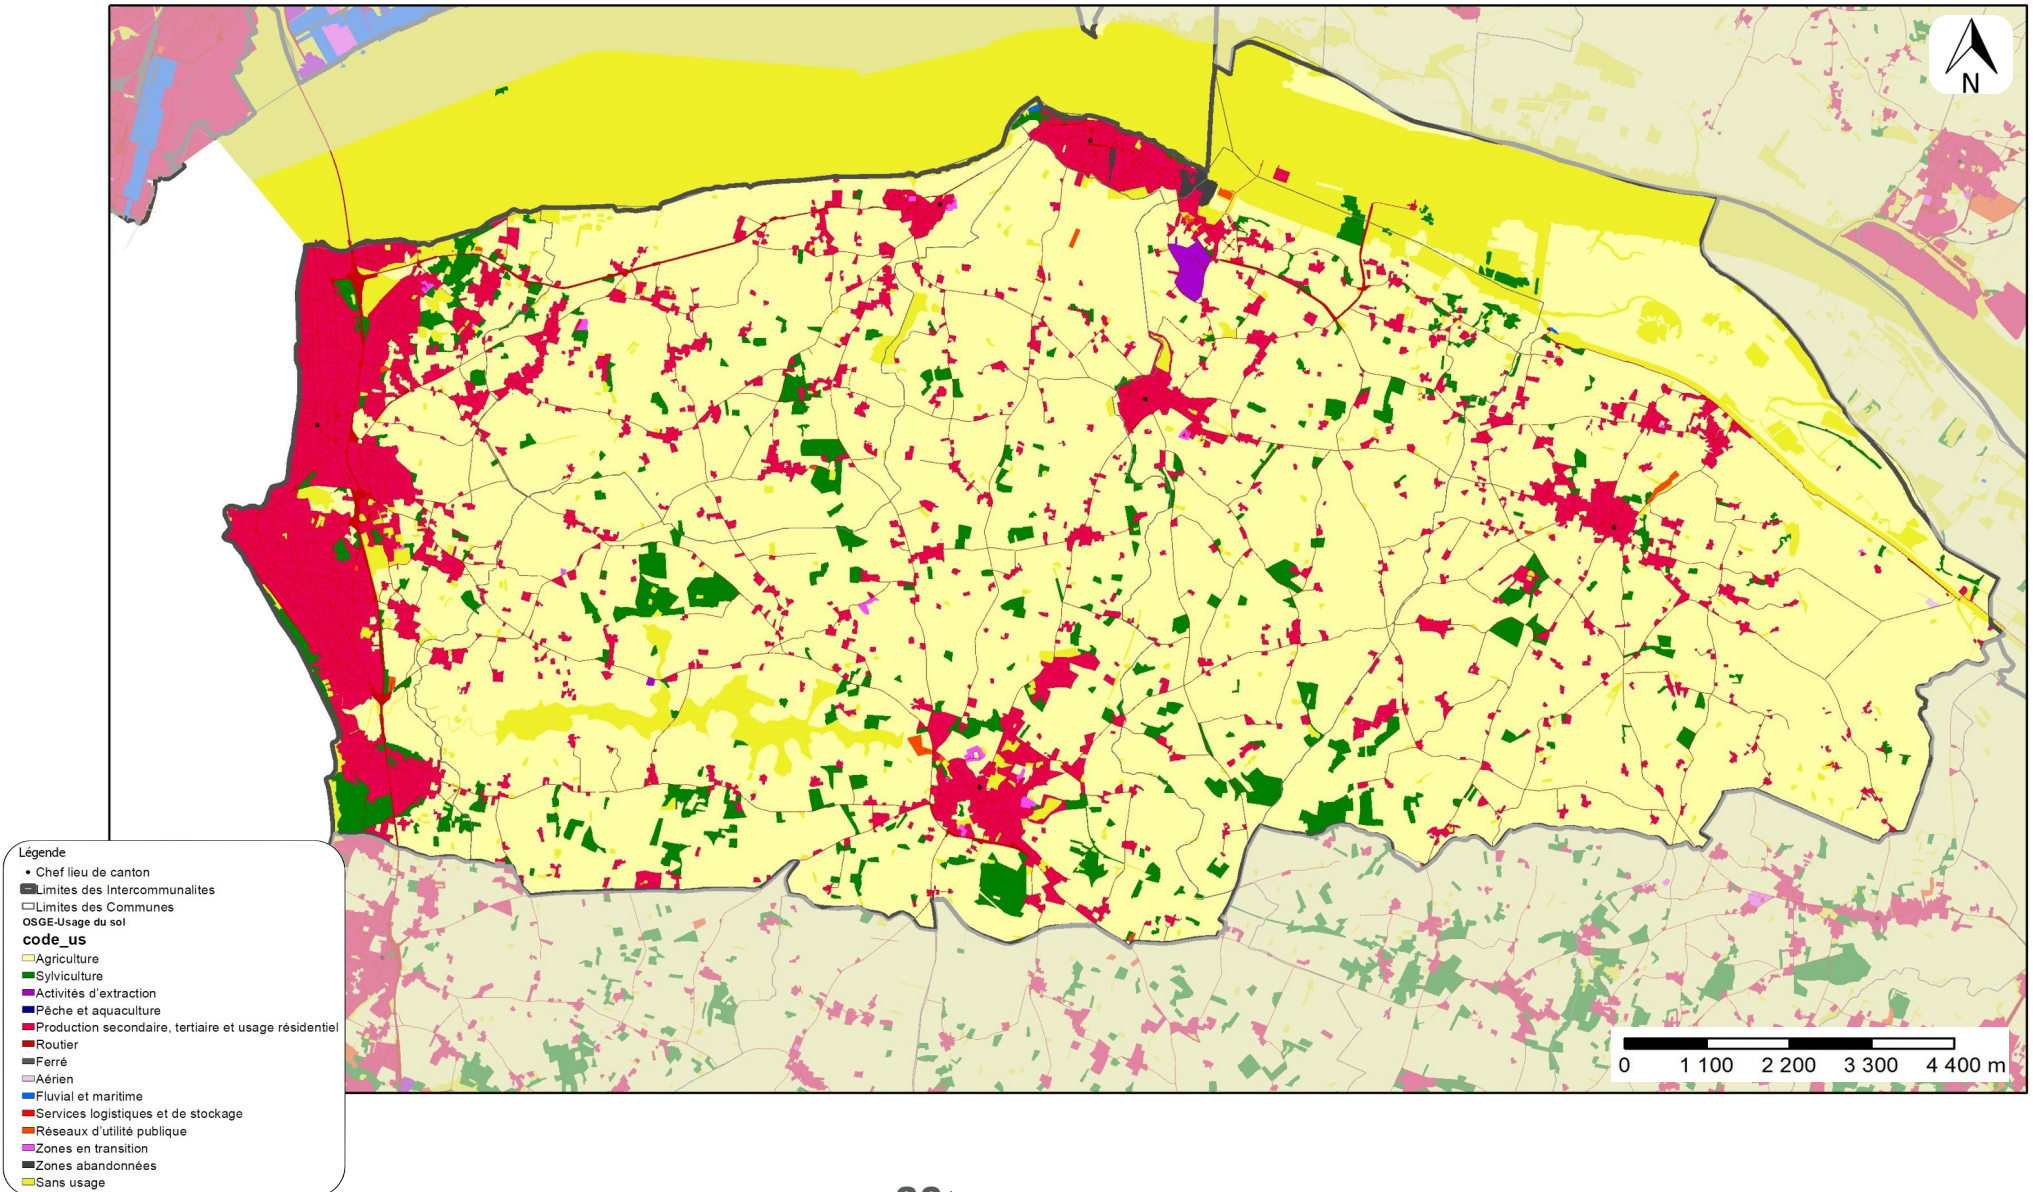 N
Légende
Chef lieu de canton
Limites des Intercommunalites
Limites des Communes
OSGE-Usage du sol
code_us
Agriculture
Sylviculture
Activités d'extraction
Pêche et aquaculture
Production secondaire, tertiaire et usage résidentiel
Routier
Ferré
Aérien
Fluvial et maritime
Services logistiques et de stockage
Réseaux d'utilité publique
Zones en transition
Zones abandonnées
Sans usage
0 1 100 2 200 3 300 4 400 m